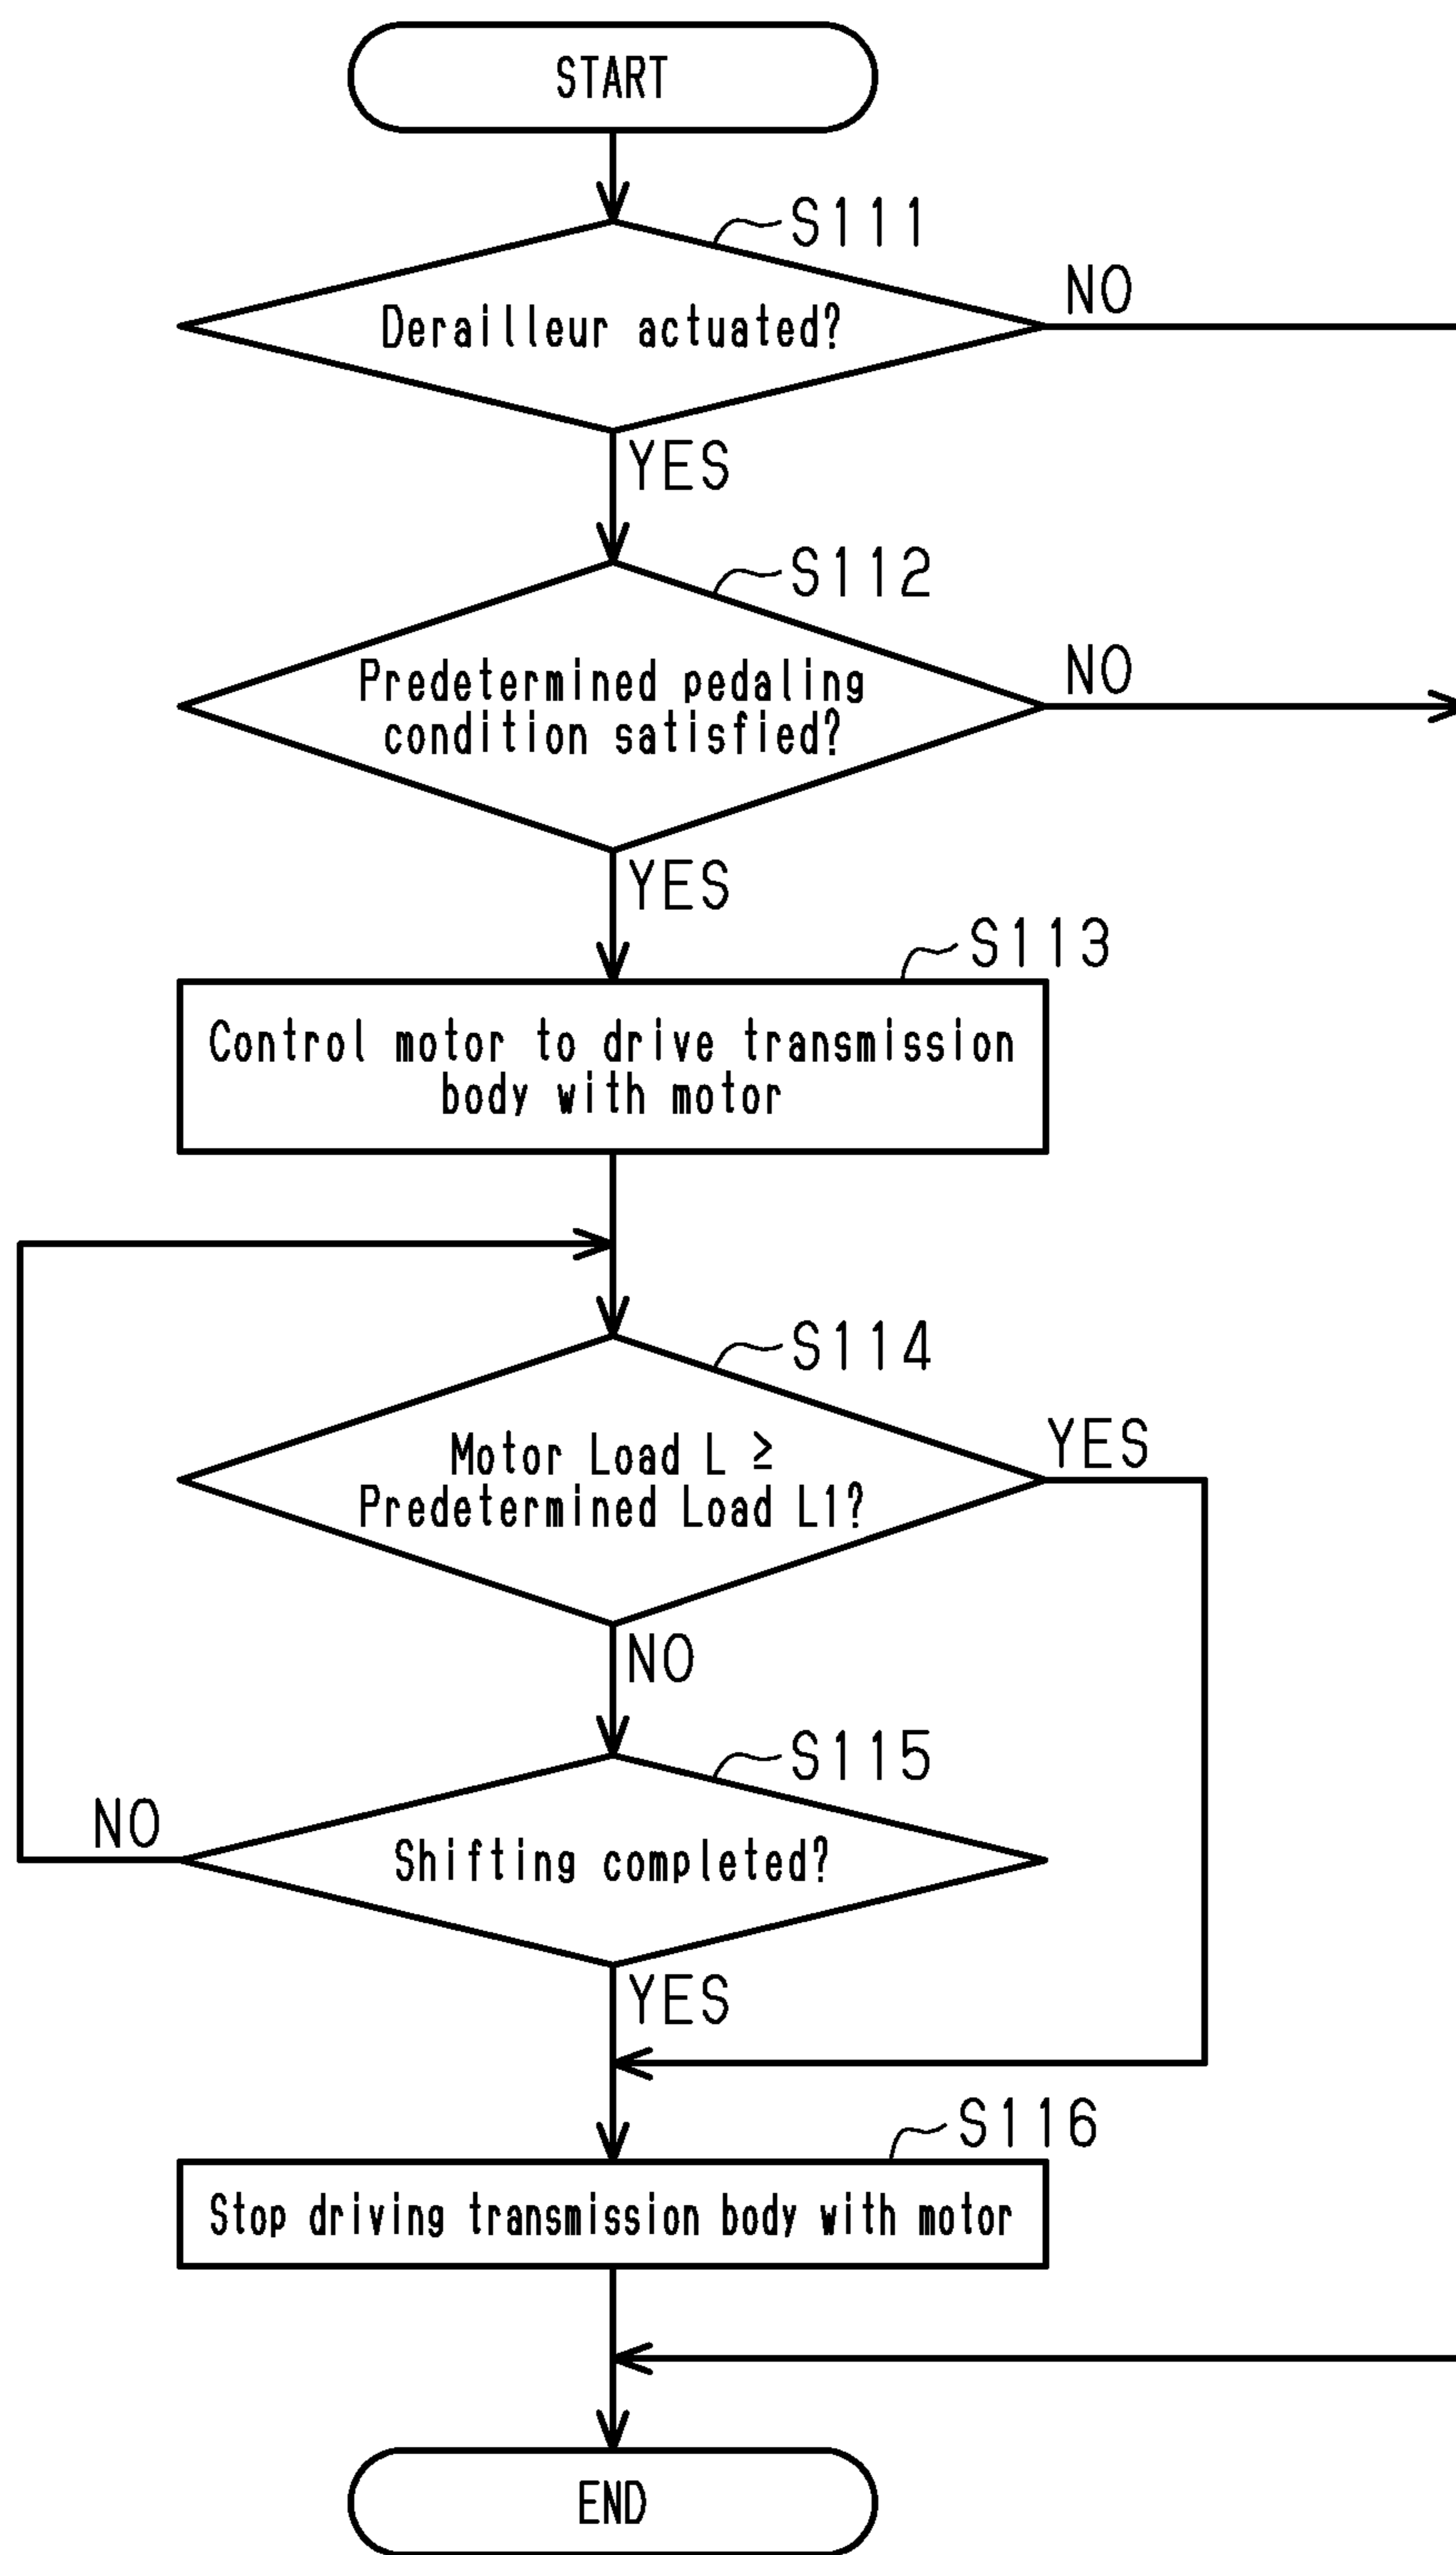 START
S111
Derailleur actuated?
NO
YES
S112
Predetermined pedaling
condition satisfied?
NO
YES
S113
Control motor to drive transmission
body with motor
S114
Motor Load L ≥
Predetermined Load L1?
YES
NO
S115
Shifting completed?
NO
YES
S116
Stop driving transmission body with motor
END